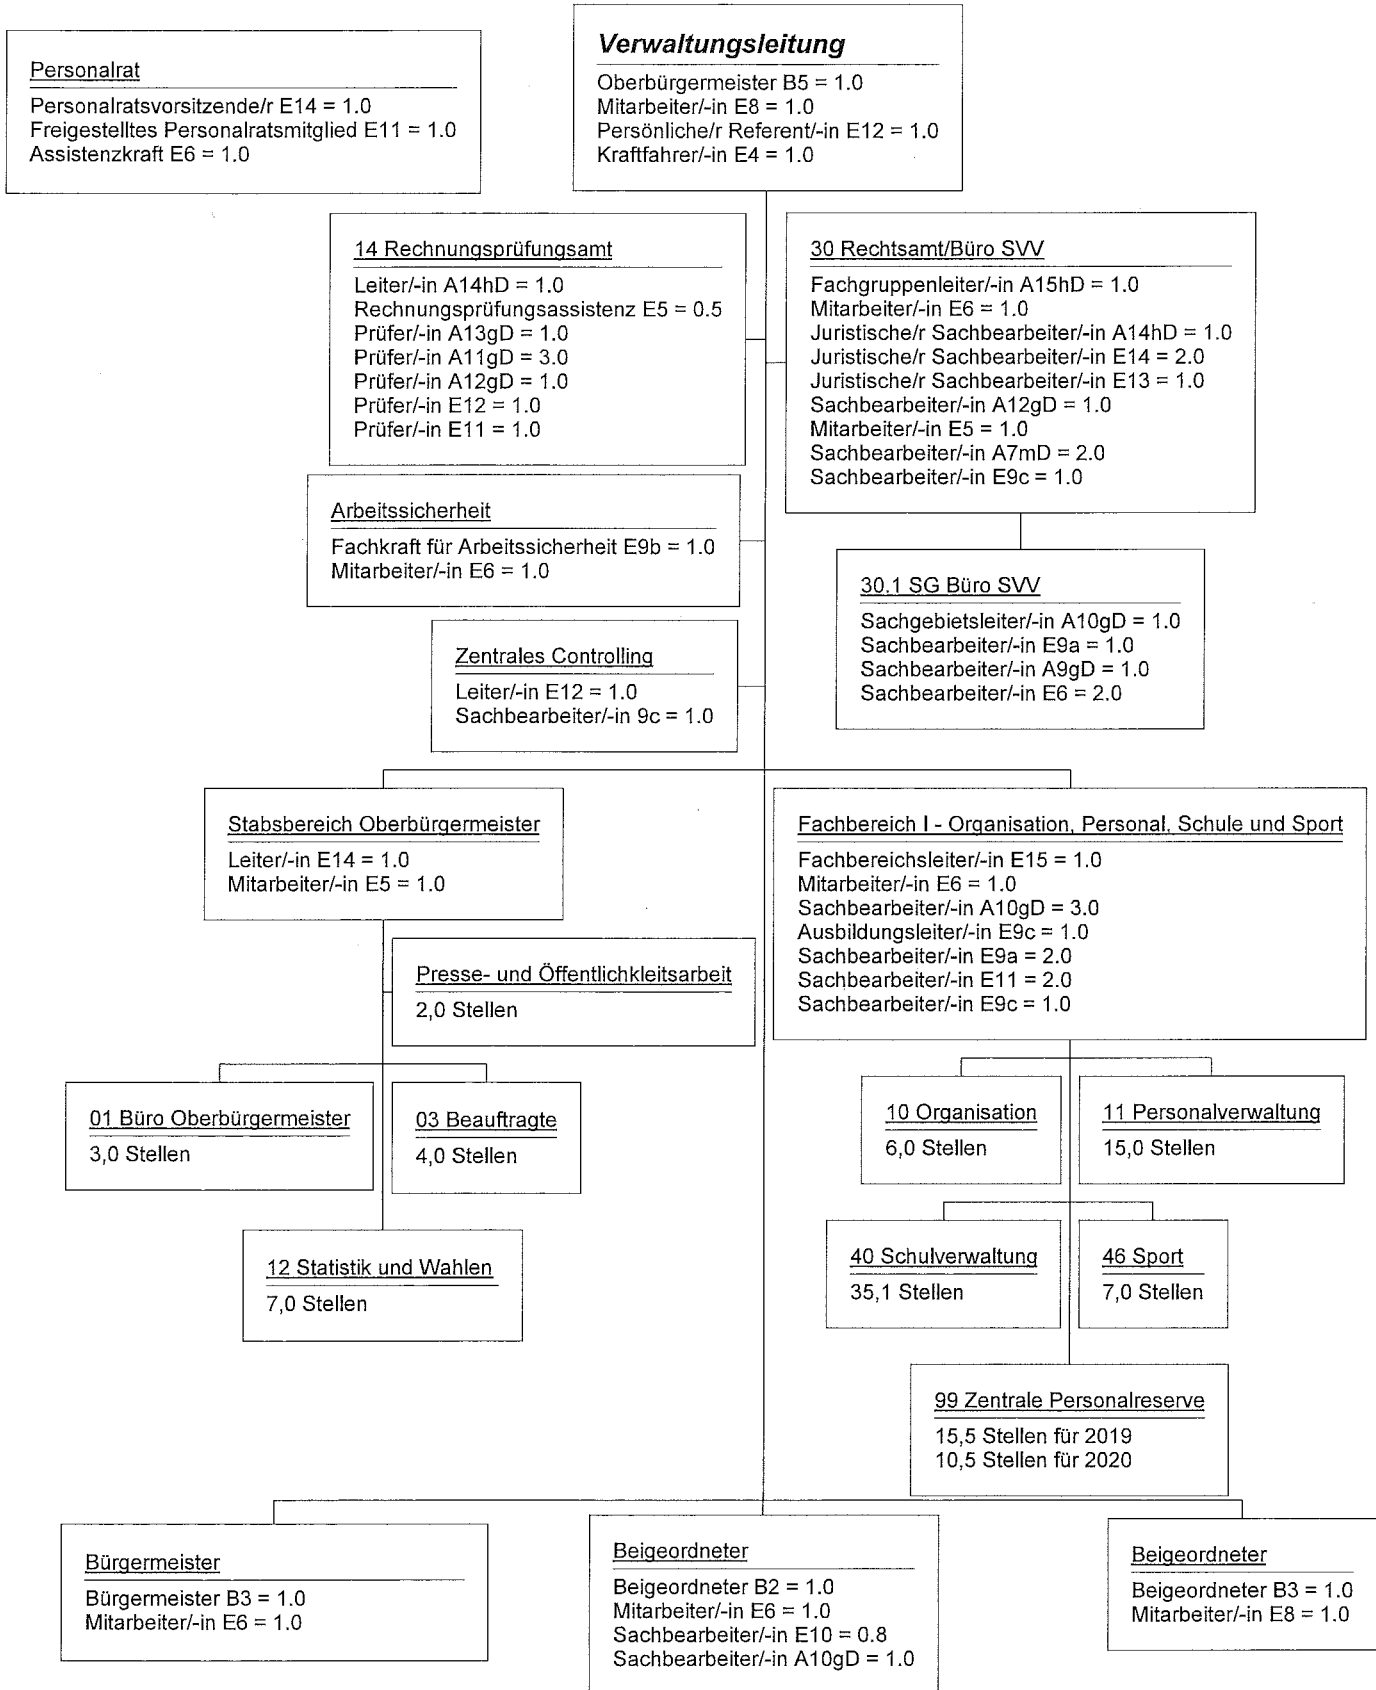 Personalrat
Personalratsvorsitzende/r E14 = 1.0
Freigestelltes Personalratsmitglied E11 = 1.0
Assistenzkraft E6 = 1.0
Verwaltungsleitung
Oberbürgermeister B5 = 1.0
Mitarbeiter/-in E8 = 1.0
Persönliche/r Referent/-in E12 = 1.0
Kraftfahrer/-in E4 = 1.0
14 Rechnungsprüfungsamt
Leiter/-in A14hD = 1.0
Rechnungsprüfungsassistenz E5 = 0.5
Prüfer/-in A13gD = 1.0
Prüfer/-in A11gD = 3.0
Prüfer/-in A12gD = 1.0
Prüfer/-in E12 = 1.0
Prüfer/-in E11 = 1.0
30 Rechtsamt/Büro SVV
Fachgruppenleiter/-in A15hD = 1.0
Mitarbeiter/-in E6 = 1.0
Juristische/r Sachbearbeiter/-in A14hD = 1.0
Juristische/r Sachbearbeiter/-in E14 = 2.0
Juristische/r Sachbearbeiter/-in E13 = 1.0
Sachbearbeiter/-in A12gD = 1.0
Mitarbeiter/-in E5 = 1.0
Sachbearbeiter/-in A7mD = 2.0
Sachbearbeiter/-in E9c = 1.0
Arbeitssicherheit
Fachkraft für Arbeitssicherheit E9b = 1.0
Mitarbeiter/-in E6 = 1.0
30.1 SG Büro SVV
Sachgebietsleiter/-in A10gD = 1.0
Sachbearbeiter/-in E9a = 1.0
Sachbearbeiter/-in A9gD = 1.0
Sachbearbeiter/-in E6 = 2.0
Zentrales Controlling
Leiter/-in E12 = 1.0
Sachbearbeiter/-in 9c = 1.0
Stabsbereich Oberbürgermeister
Leiter/-in E14 = 1.0
Mitarbeiter/-in E5 = 1.0
Fachbereich I - Organisation, Personal, Schule und Sport
Fachbereichsleiter/-in E15 = 1.0
Mitarbeiter/-in E6 = 1.0
Sachbearbeiter/-in A10gD = 3.0
Ausbildungsleiter/-in E9c = 1.0
Sachbearbeiter/-in E9a = 2.0
Sachbearbeiter/-in E11 = 2.0
Sachbearbeiter/-in E9c = 1.0
Presse- und Öffentlichkleitsarbeit
2,0 Stellen
01 Büro Oberbürgermeister
3,0 Stellen
03 Beauftragte
4,0 Stellen
10 Organisation
6,0 Stellen
11 Personalverwaltung
15,0 Stellen
12 Statistik und Wahlen
7,0 Stellen
40 Schulverwaltung
35,1 Stellen
46 Sport
7,0 Stellen
99 Zentrale Personalreserve
15,5 Stellen für 2019
10,5 Stellen für 2020
Bürgermeister
Bürgermeister B3 = 1.0
Mitarbeiter/-in E6 = 1.0
Beigeordneter
Beigeordneter B2 = 1.0
Mitarbeiter/-in E6 = 1.0
Sachbearbeiter/-in E10 = 0.8
Sachbearbeiter/-in A10gD = 1.0
Beigeordneter
Beigeordneter B3 = 1.0
Mitarbeiter/-in E8 = 1.0